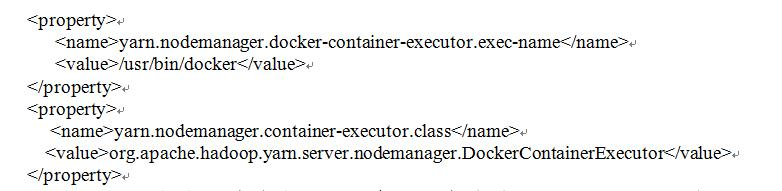 <property>
<name>yarn.nodemanager.docker-container-executor.exec-name</name>
<value>/usr/bin/docker</value>
</property>
<property>
<name>yarn.nodemanager.container-executor.class</name>
<value>org.apache.hadoop.yarn.server.nodemanager.DockerContainerExecutor</value>
</property>